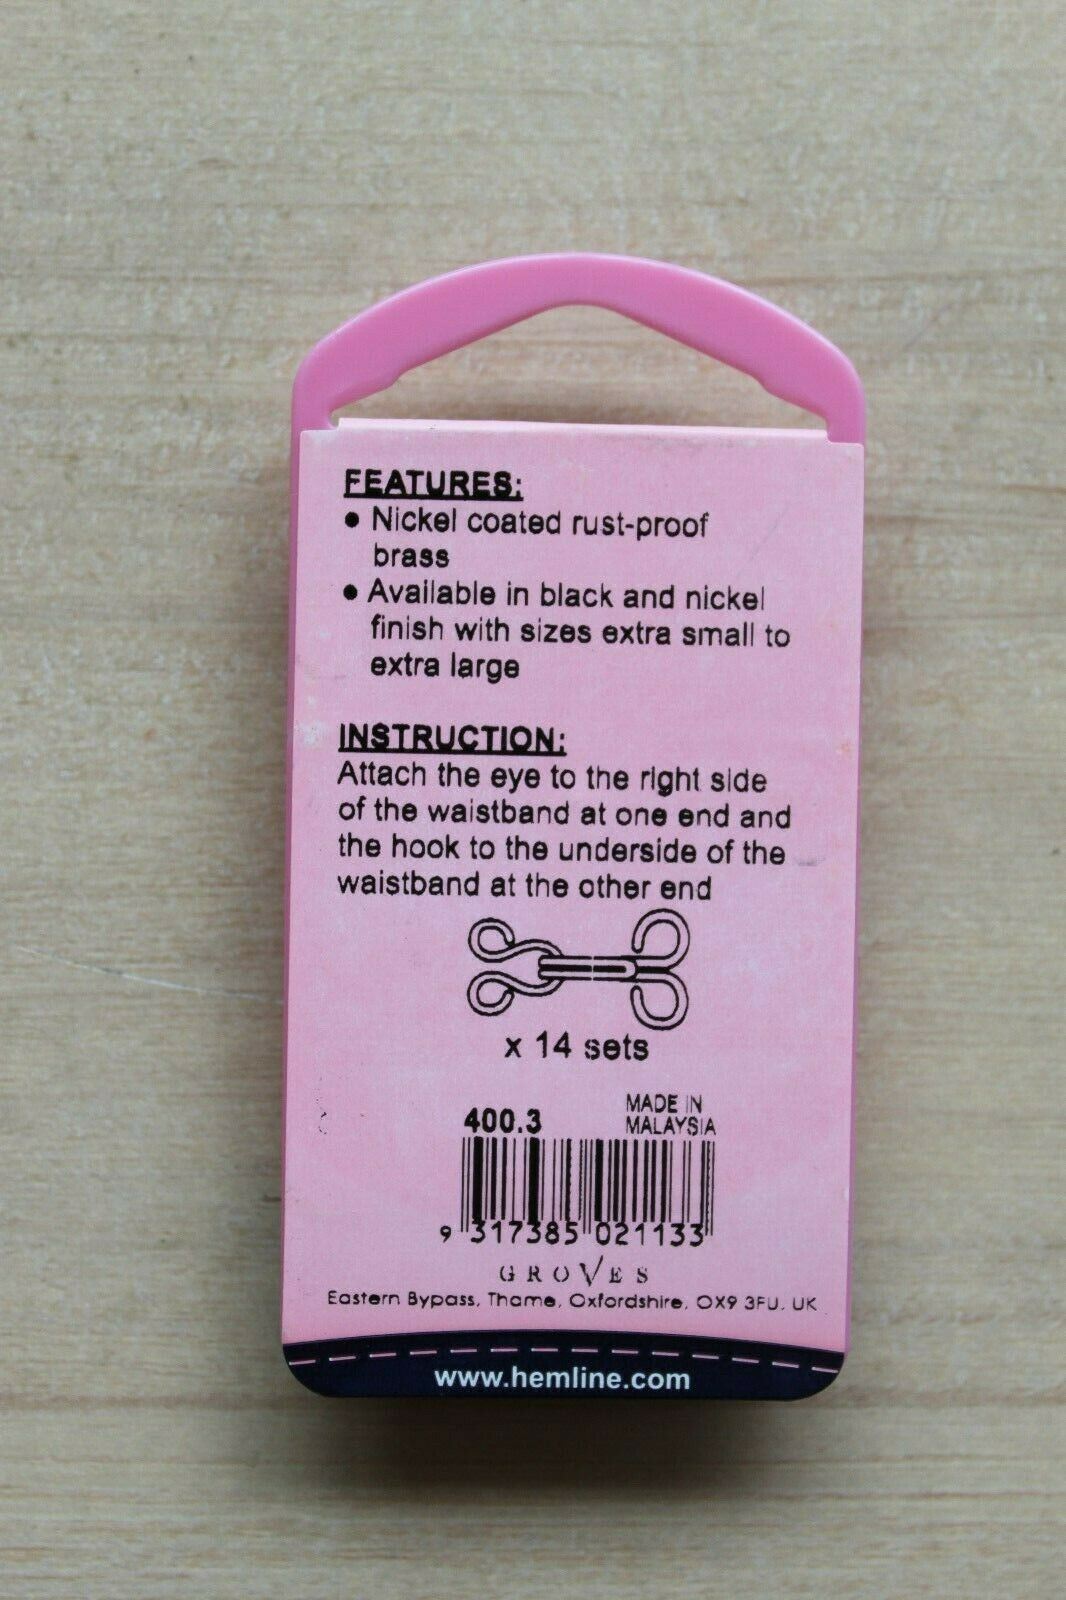 FEATURES:
• Nickel coated rust-proof
brass
• Available in black and nickel
finish with sizes extra small to
extra large
INSTRUCTION:
Attach the eye to the right side
of the waistband at one end and
the hook to the underside of the
waistband at the other end
x 14 sets
400.3
MADE IN
MALAYSIA
9 317385 021133
GROVES
Eastern Bypass, Thame, Oxfordshire, OX9 3FU, UK
www.hemline.com